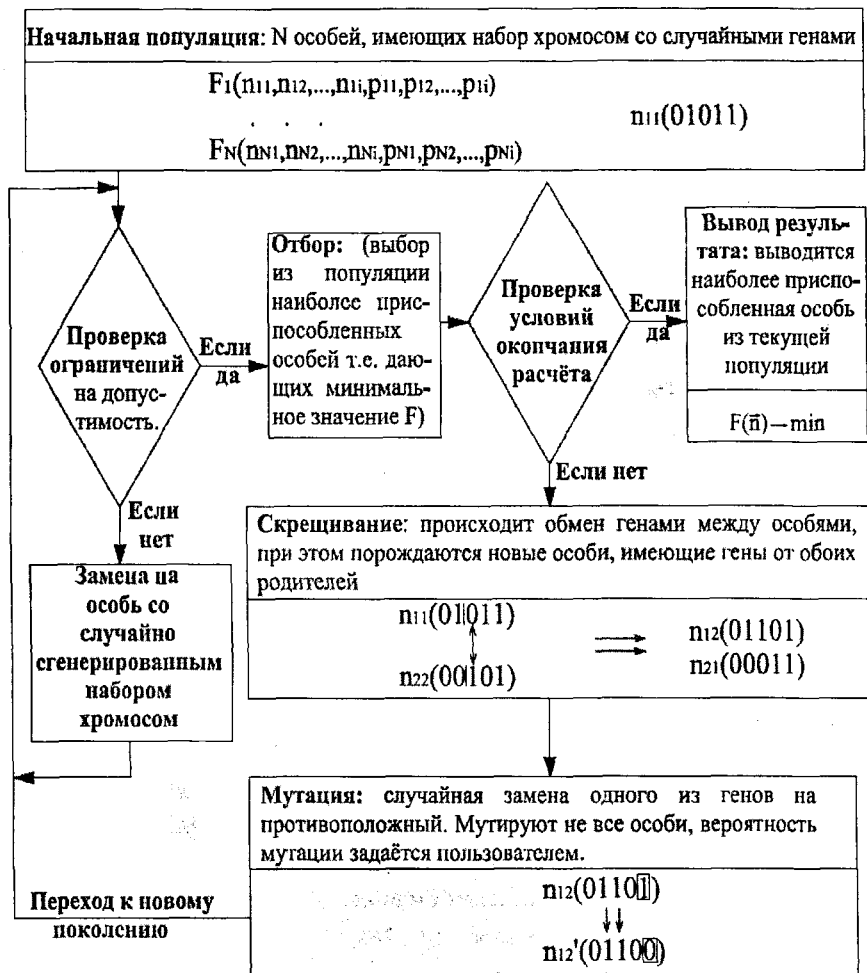 Начальная популяция: N особей, имеющих набор хромосом со случайными генами
F1(n11,n12,...,n1i,p11,p12,...,p1i)
n11(01011)
. . .
FN(nN1,nN2,...,nNi,pN1,pN2,...,pNi)
Проверка
ограничений
на допус-
тимость.
Если
да
Отбор: (выбор
из популяции
наиболее прис-
пособленных
особей т.е. даю-
щих минималь-
ное значение F)
Проверка
условий
окончания
расчёта
Если
да
Вывод резуль-
тата: выводится
наиболее приспо-
собленная особь
из текущей
популяции
F(n̄)→min
Если нет
Если
нет
Замена на
особь со
случайно
сгенерированным
набором
хромосом
Скрещивание: происходит обмен генами между особями,
при этом порождаются новые особи, имеющие гены от обоих
родителей
n11(01|011)
n22(00|101)
n12(01101)
n21(00011)
Мутация: случайная замена одного из генов на
противоположный. Мутируют не все особи, вероятность
мутации задаётся пользователем.
n12(01101)
n12'(01100)
Переход к новому
поколению